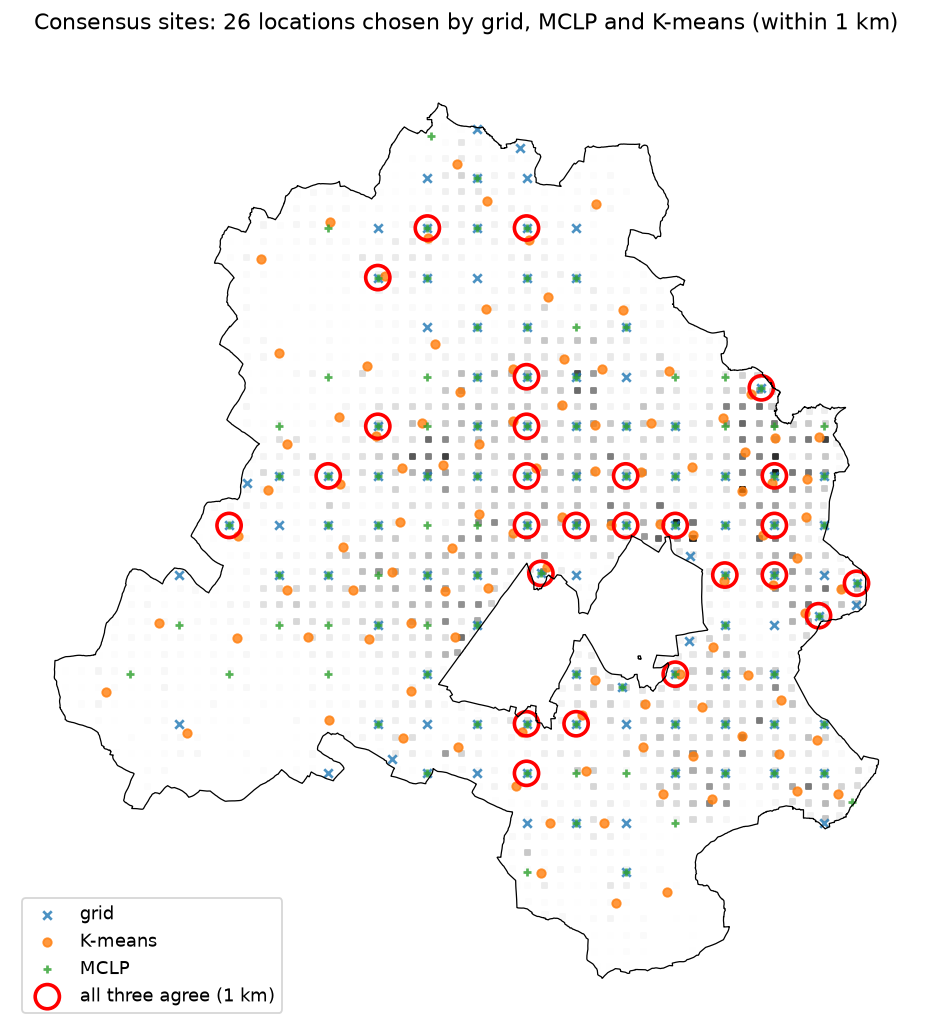 Consensus sites: 26 locations chosen by grid, MCLP and K-means (within 1 km)
grid
K-means
MCLP
all three agree (1 km)